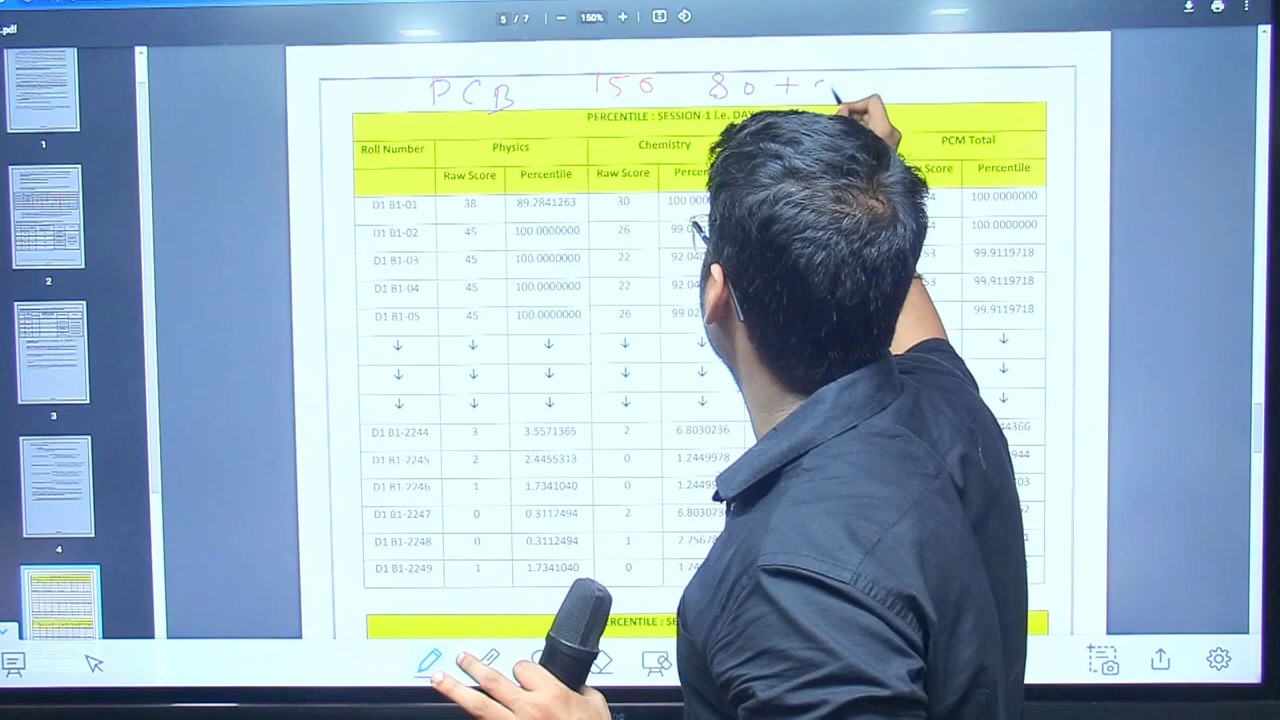 5 / 7 | — 150% +
.pdf
1
2
3
4
PCB 150 80 +
PERCENTILE : SESSION-1 i.e. DAY
Roll Number Physics Chemistry PCM Total
Raw Score Percentile Raw Score Score Percentile
D1 B1-01 38 89.2841263 30 100.0000000
D1 B1-02 45 100.0000000 26 100.0000000
D1 B1-03 45 100.0000000 22 99.9119718
D1 B1-04 45 100.0000000 22 99.9119718
D1 B1-05 45 100.0000000 26 99.9119718
↓ ↓ ↓ ↓ ↓ ↓
↓ ↓ ↓ ↓ ↓ ↓
↓ ↓ ↓ ↓ ↓ ↓
D1 B1-2244 3 3.5571365 2 6.8030236
D1 B1-2245 2 2.4455313 0 1.2449978
D1 B1-2246 1 1.7341040 0
D1 B1-2247 0 0.3112494 2
D1 B1-2248 0 0.3112494 1
D1 B1-2249 1 1.7341040 0